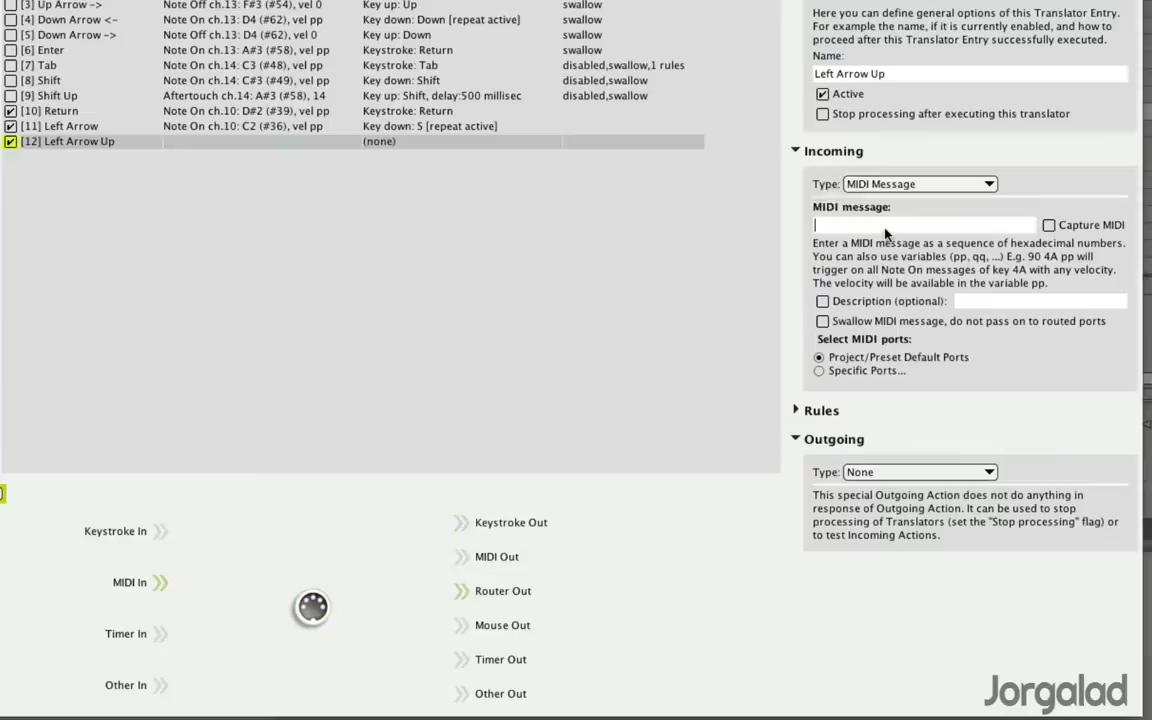 [3] Up Arrow -> Note Off ch.13: F#3 (#54), vel 0 Key up: Up swallow
[4] Down Arrow <- Note On ch.13: D4 (#62), vel pp Key down: Down [repeat active] swallow
[5] Down Arrow -> Note Off ch.13: D4 (#62), vel 0 Key up: Down swallow
[6] Enter Note On ch.13: A#3 (#58), vel pp Keystroke: Return swallow
[7] Tab Note On ch.14: C3 (#48), vel pp Keystroke: Tab disabled,swallow,1 rules
[8] Shift Note On ch.14: C#3 (#49), vel pp Key down: Shift disabled,swallow
[9] Shift Up Aftertouch ch.14: A#3 (#58), 14 Key up: Shift, delay:500 millisec disabled,swallow
[10] Return Note On ch.10: D#2 (#39), vel pp Keystroke: Return
[11] Left Arrow Note On ch.10: C2 (#36), vel pp Key down: S [repeat active]
[12] Left Arrow Up (none)
Here you can define general options of this Translator Entry.
For example the name, if it is currently enabled, and how to
proceed after this Translator Entry successfully executed.
Name:
Left Arrow Up
Active
Stop processing after executing this translator
Incoming
Type: MIDI Message
MIDI message:
Capture MIDI
Enter a MIDI message as a sequence of hexadecimal numbers.
You can also use variables (pp, qq, ...) E.g. 90 4A pp will
trigger on all Note On messages of key 4A with any velocity.
The velocity will be available in the variable pp.
Description (optional):
Swallow MIDI message, do not pass on to routed ports
Select MIDI ports:
Project/Preset Default Ports
Specific Ports...
Rules
Outgoing
Type: None
This special Outgoing Action does not do anything in
response of Outgoing Action. It can be used to stop
processing of Translators (set the "Stop processing" flag) or
to test Incoming Actions.
Keystroke In
MIDI In
Timer In
Other In
Keystroke Out
MIDI Out
Router Out
Mouse Out
Timer Out
Other Out
Jorgalad